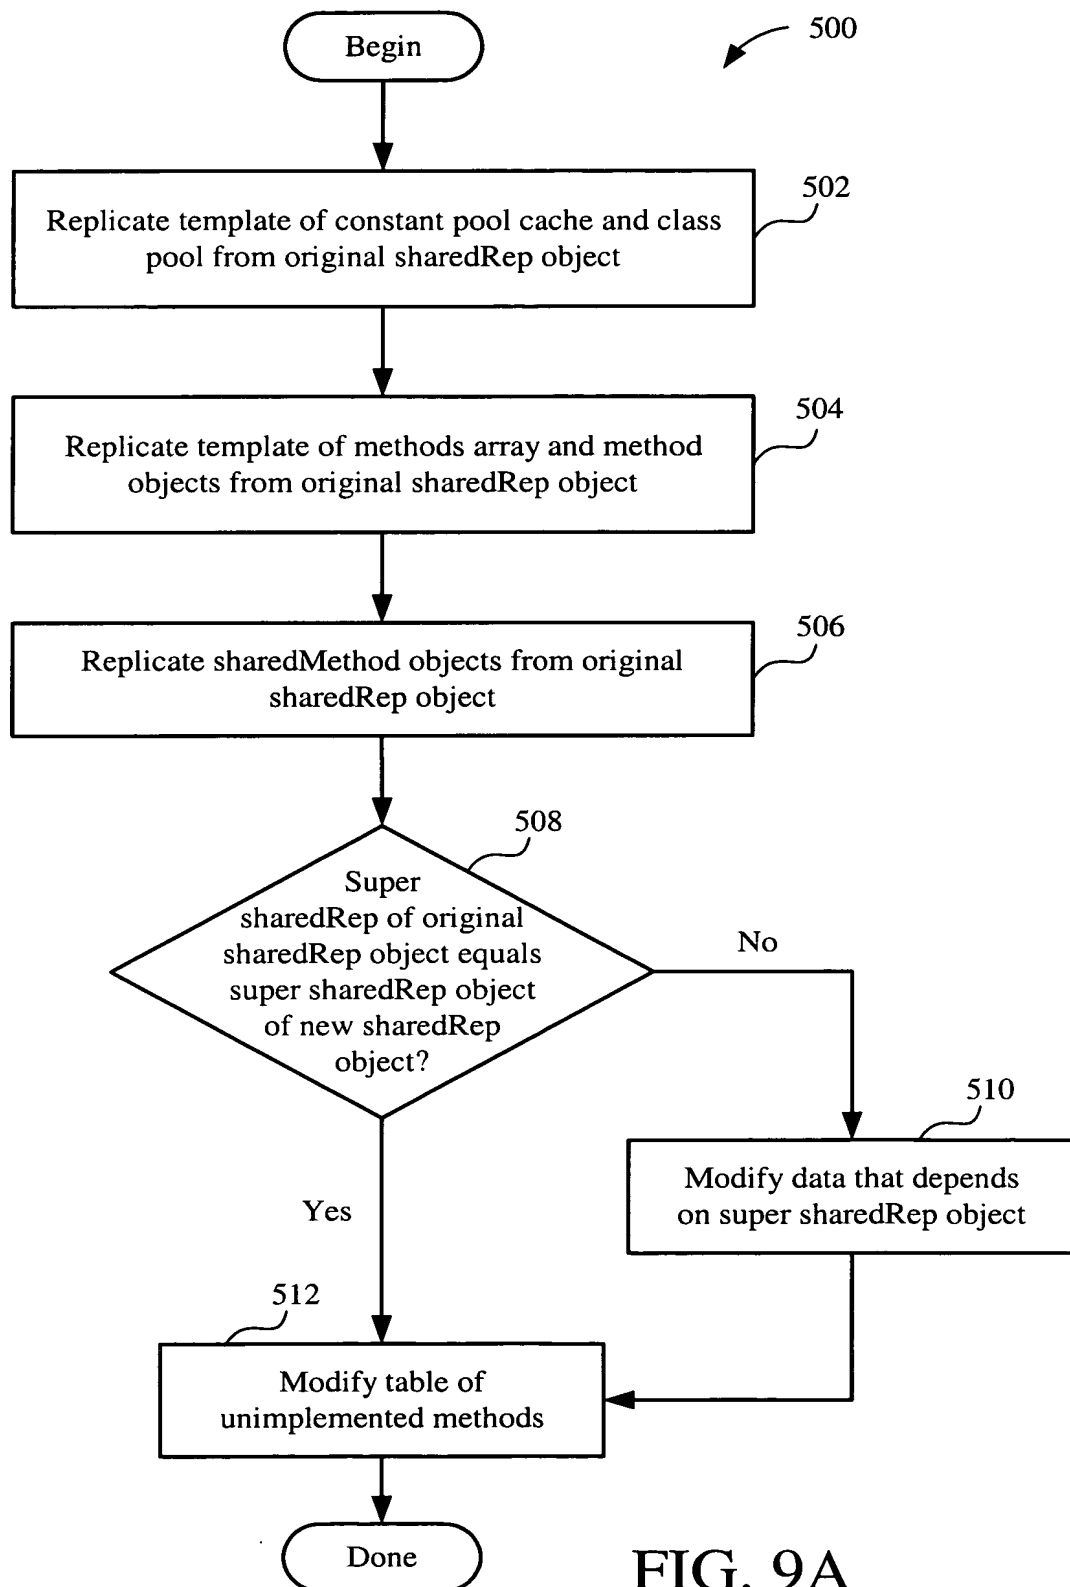 Begin
500
502
Replicate template of constant pool cache and class
pool from original sharedRep object
504
Replicate template of methods array and method
objects from original sharedRep object
506
Replicate sharedMethod objects from original
sharedRep object
508
Super
sharedRep of original
sharedRep object equals
super sharedRep object
of new sharedRep
object?
No
510
Modify data that depends
on super sharedRep object
Yes
512
Modify table of
unimplemented methods
Done
FIG. 9A